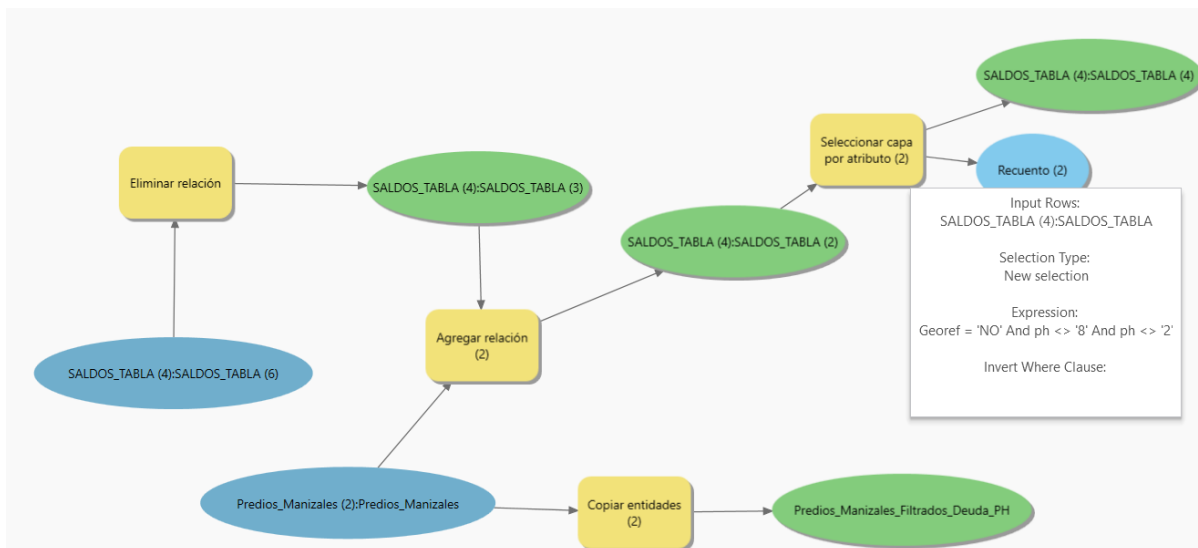 SALDOS_TABLA (4):SALDOS_TABLA (4)
Seleccionar capa
por atributo (2)
Recuento (2)
Eliminar relación
SALDOS_TABLA (4):SALDOS_TABLA (3)
Input Rows:
SALDOS_TABLA (4):SALDOS_TABLA
SALDOS_TABLA (4):SALDOS_TABLA (2)
Selection Type:
New selection
Expression:
Georef = 'NO' And ph <> '8' And ph <> '2'
Agregar relación
(2)
Invert Where Clause:
SALDOS_TABLA (4):SALDOS_TABLA (6)
Predios_Manizales (2):Predios_Manizales
Copiar entidades
(2)
Predios_Manizales_Filtrados_Deuda_PH